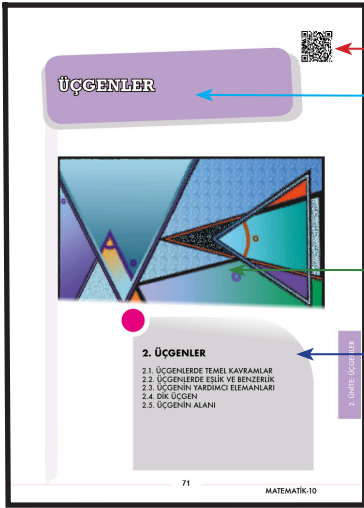 ÜÇGENLER
2. ÜÇGENLER
2.1. ÜÇGENLERDE TEMEL KAVRAMLAR
2.2. ÜÇGENLERDE EŞLİK VE BENZERLİK
2.3. ÜÇGENİN YARDIMCI ELEMANLARI
2.4. DİK ÜÇGEN
2.5. ÜÇGENİN ALANI
2. ÜNİTE: ÜÇGENLER
71
MATEMATİK-10